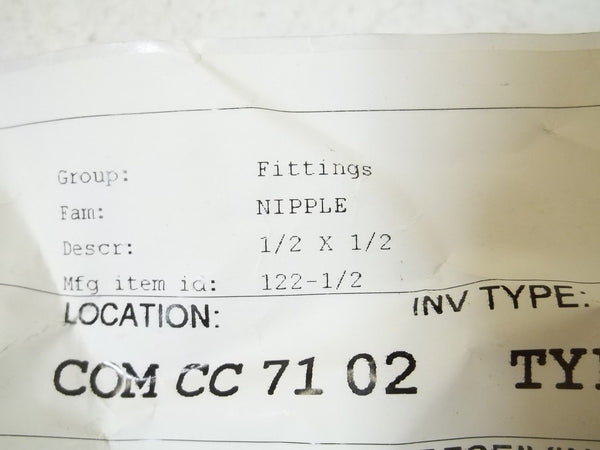 Group: Fittings
Fam: NIPPLE
Descr: 1/2 X 1/2
Mfg item id: 122-1/2
LOCATION: INV TYPE:
COM CC 71 02